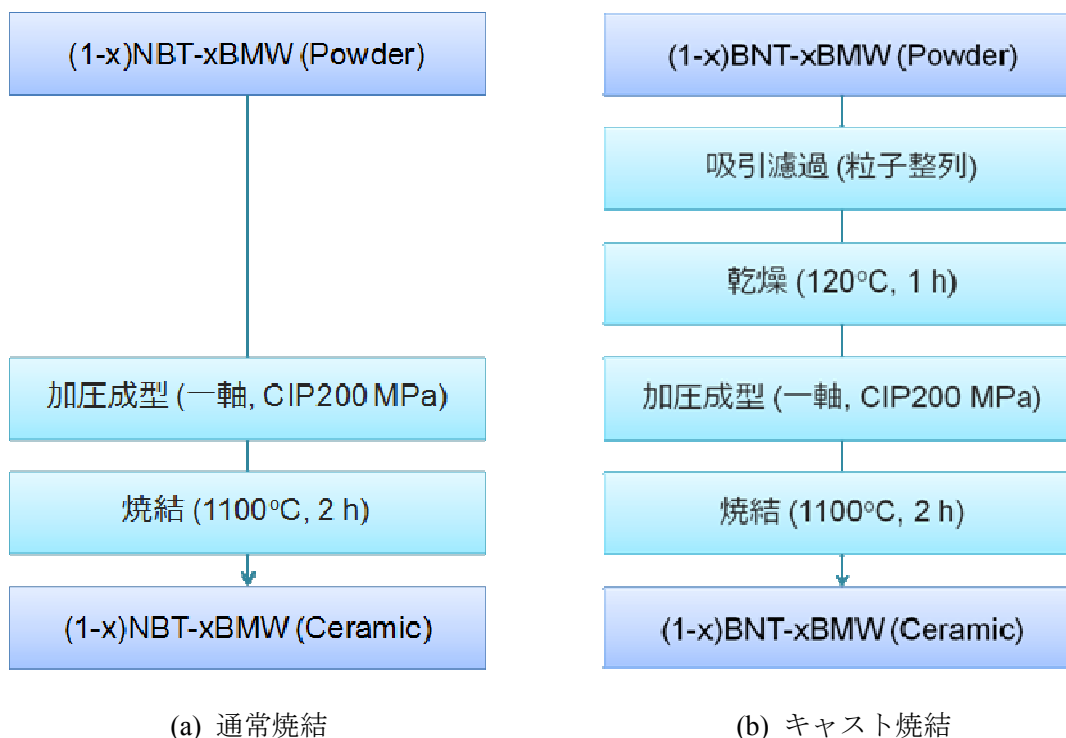 (1-x)NBT-xBMW (Powder)
加圧成型 (一軸, CIP200 MPa)
焼結 (1100°C, 2 h)
(1-x)NBT-xBMW (Ceramic)
(a) 通常焼結
(1-x)BNT-xBMW (Powder)
吸引濾過 (粒子整列)
乾燥 (120°C, 1 h)
加圧成型 (一軸, CIP200 MPa)
焼結 (1100°C, 2 h)
(1-x)BNT-xBMW (Ceramic)
(b) キャスト焼結